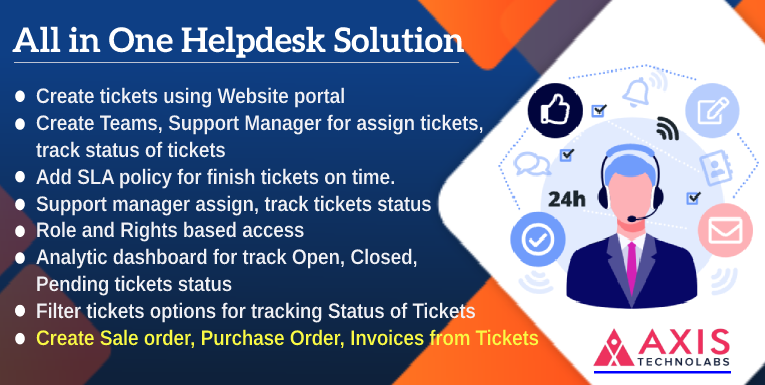 All in One Helpdesk Solution
Create tickets using Website portal
Create Teams, Support Manager for assign tickets,
track status of tickets
Add SLA policy for finish tickets on time.
Support manager assign, track tickets status
Role and Rights based access
Analytic dashboard for track Open, Closed,
Pending tickets status
Filter tickets options for tracking Status of Tickets
Create Sale order, Purchase Order, Invoices from Tickets
24h
AXIS
TECHNOLABS